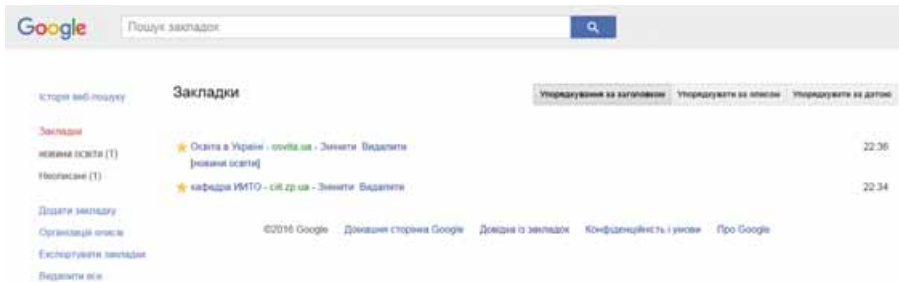 Google
Пошук закладок
Історія веб-пошуку
Закладки
новини освіти (1)
Неописані (1)
Додати закладку
Організація описів
Експортувати закладки
Видалити все
Закладки
Упорядкування за заголовком Упорядкувати за описом Упорядкувати за датою
Освіта в Україні - osvita.ua - Змінити Видалити 22:36
[новини освіти]
кафедра ИИТО - ciit.zp.ua - Змінити Видалити 22:34
©2016 Google Домашня сторінка Google Довідка із закладок Конфіденційність і умови Про Google